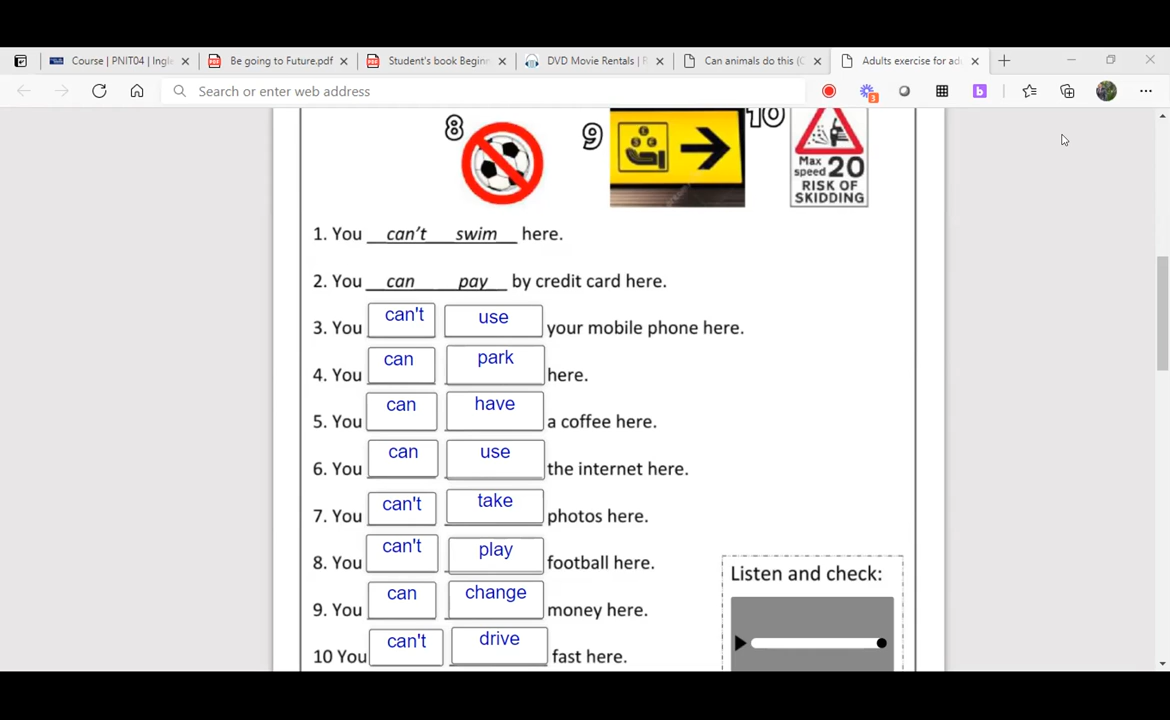 Course | PNIT04 | Ingl
Be going to Future.pdf
Student's book Beginn
DVD Movie Rentals | R
Can animals do this (
Adults exercise for adu
Search or enter web address
3
8
9
10
Max
speed 20
RISK OF
SKIDDING
1. You can't swim here.
2. You can pay by credit card here.
3. You can't use your mobile phone here.
4. You can park here.
5. You can have a coffee here.
6. You can use the internet here.
7. You can't take photos here.
8. You can't play football here.
9. You can change money here.
10 You can't drive fast here.
Listen and check: